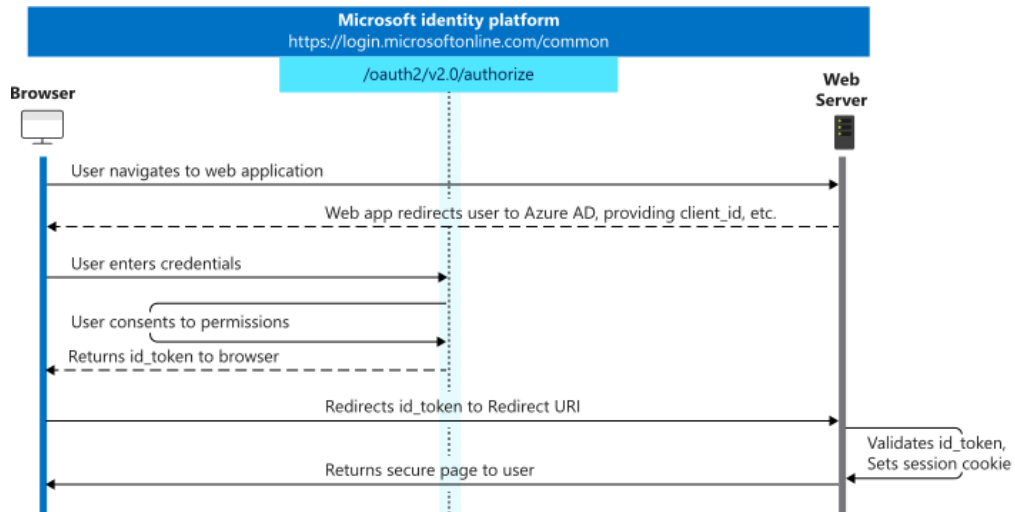 Microsoft identity platform
https://login.microsoftonline.com/common
/oauth2/v2.0/authorize
Browser
Web
Server
User navigates to web application
Web app redirects user to Azure AD, providing client_id, etc.
User enters credentials
User consents to permissions
Returns id_token to browser
Redirects id_token to Redirect URI
Validates id_token,
Sets session cookie
Returns secure page to user